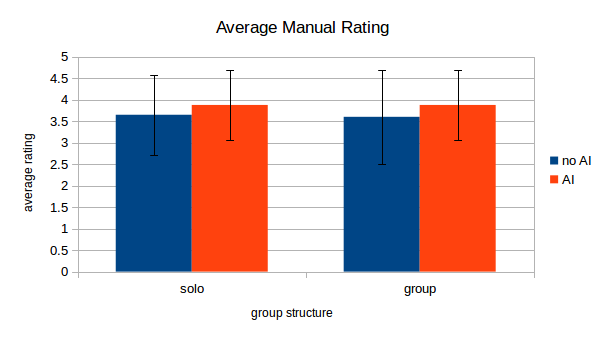 Average Manual Rating
5
4.5
4
3.5
3
2.5
2
1.5
1
0.5
0
average rating
solo
group
group structure
no AI
AI